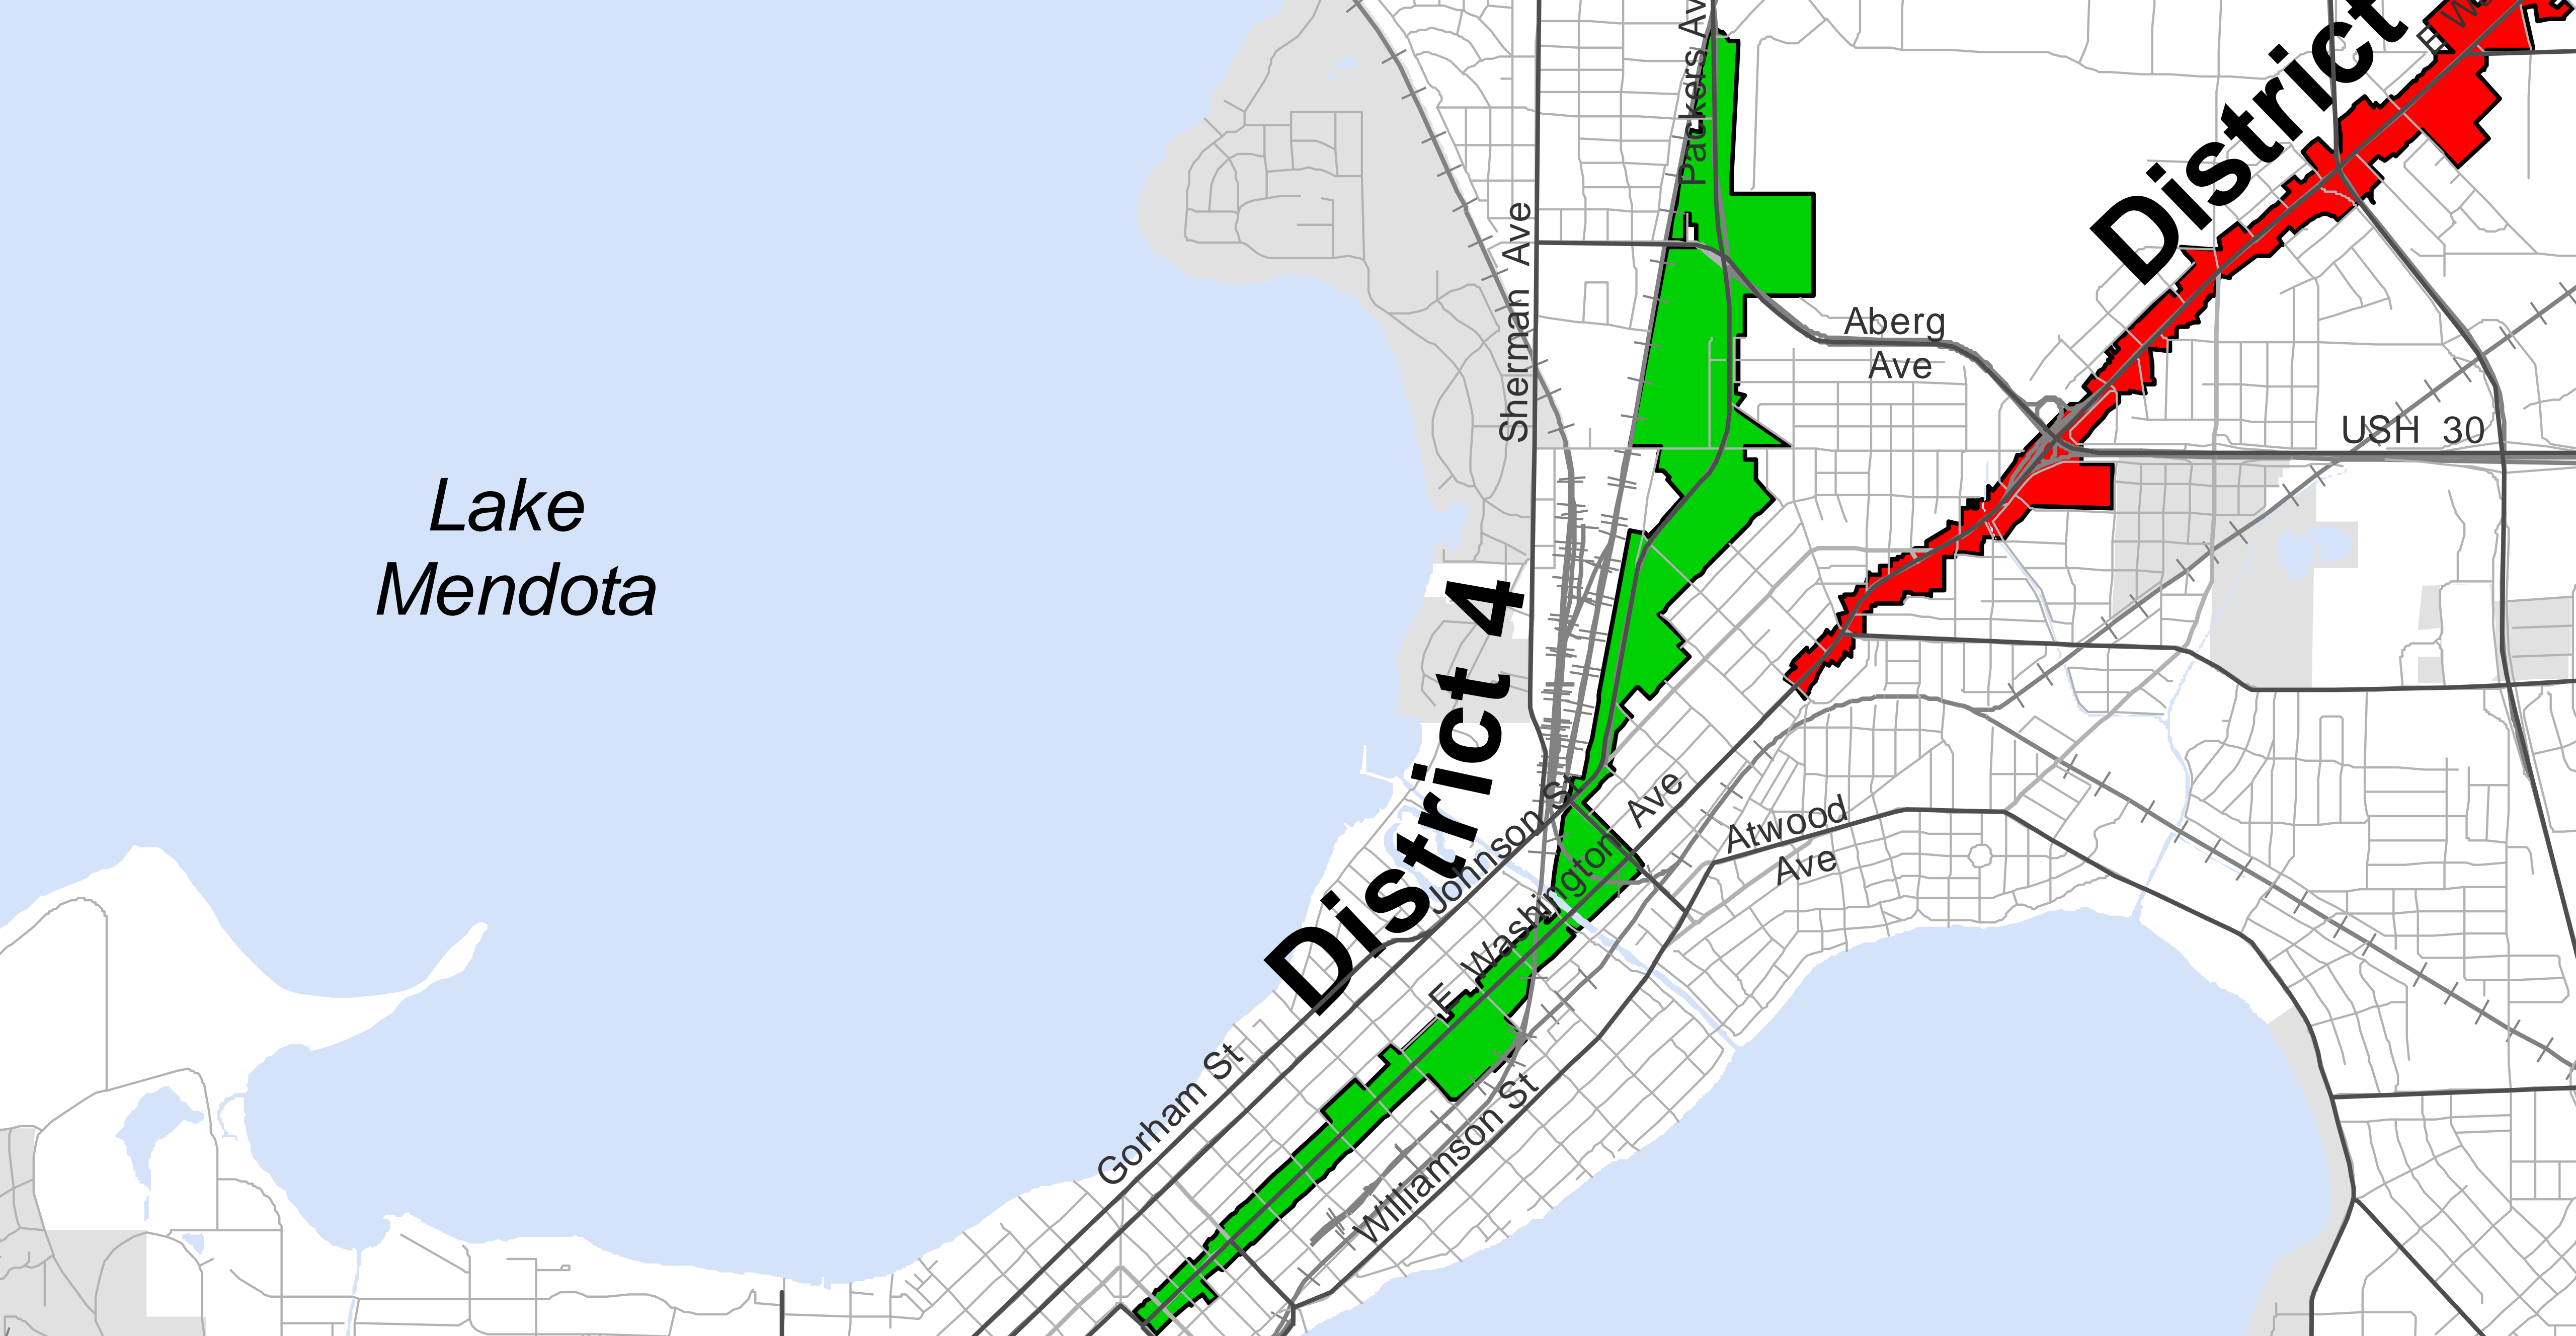 Packers Av
Sherman Ave
District
W
E
Aberg
Ave
USH 30
Lake
Mendota
District 4
Johnson St
E Washington Ave
Atwood
Ave
Gorham St
Williamson St